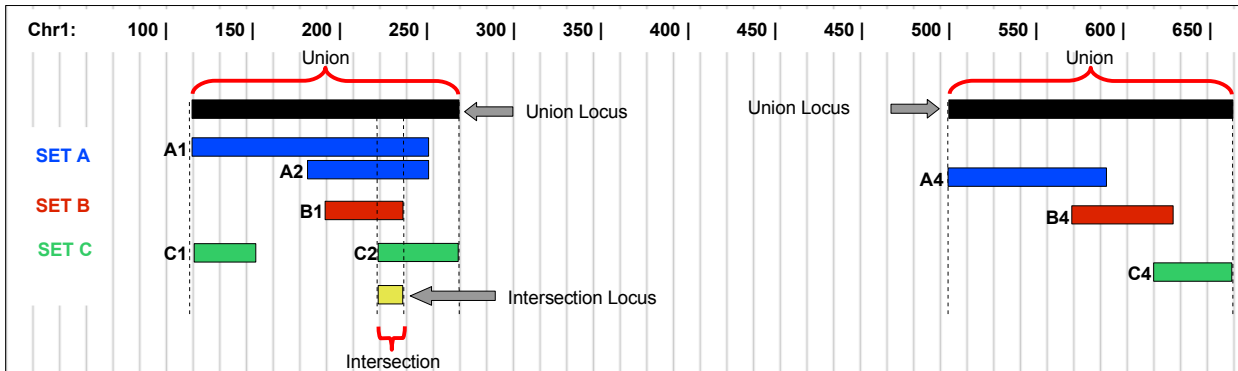 Chr1: 100 | 150 | 200 | 250 | 300 | 350 | 400 | 450 | 450 | 500 | 550 | 600 | 650 |
Union Union
Union Locus Union Locus
SET A A1
A2 A4
SET B B1 B4
SET C C1 C2
C4
Intersection Locus
Intersection